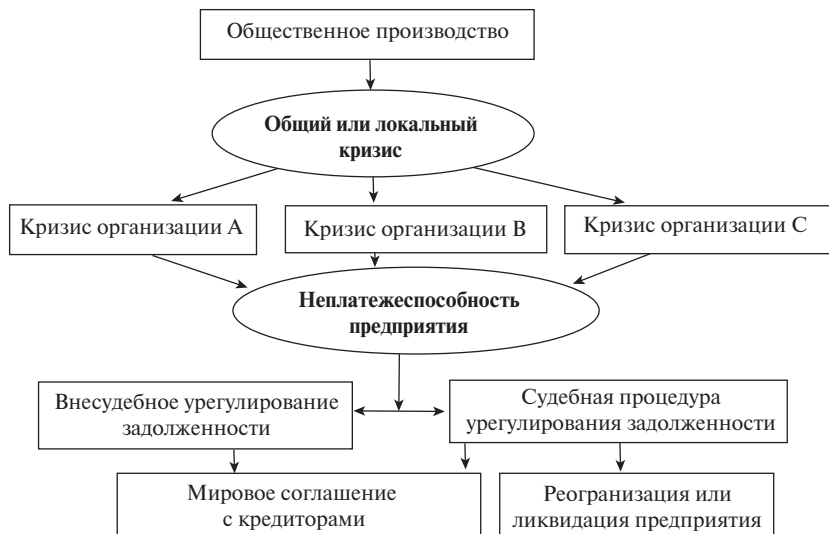 Общественное производство
Общий или локальный
кризис
Кризис организации А
Кризис организации В
Кризис организации С
Неплатежеспособность
предприятия
Внесудебное урегулирование
задолженности
Судебная процедура
урегулирования задолженности
Мировое соглашение
с кредиторами
Реогранизация или
ликвидация предприятия